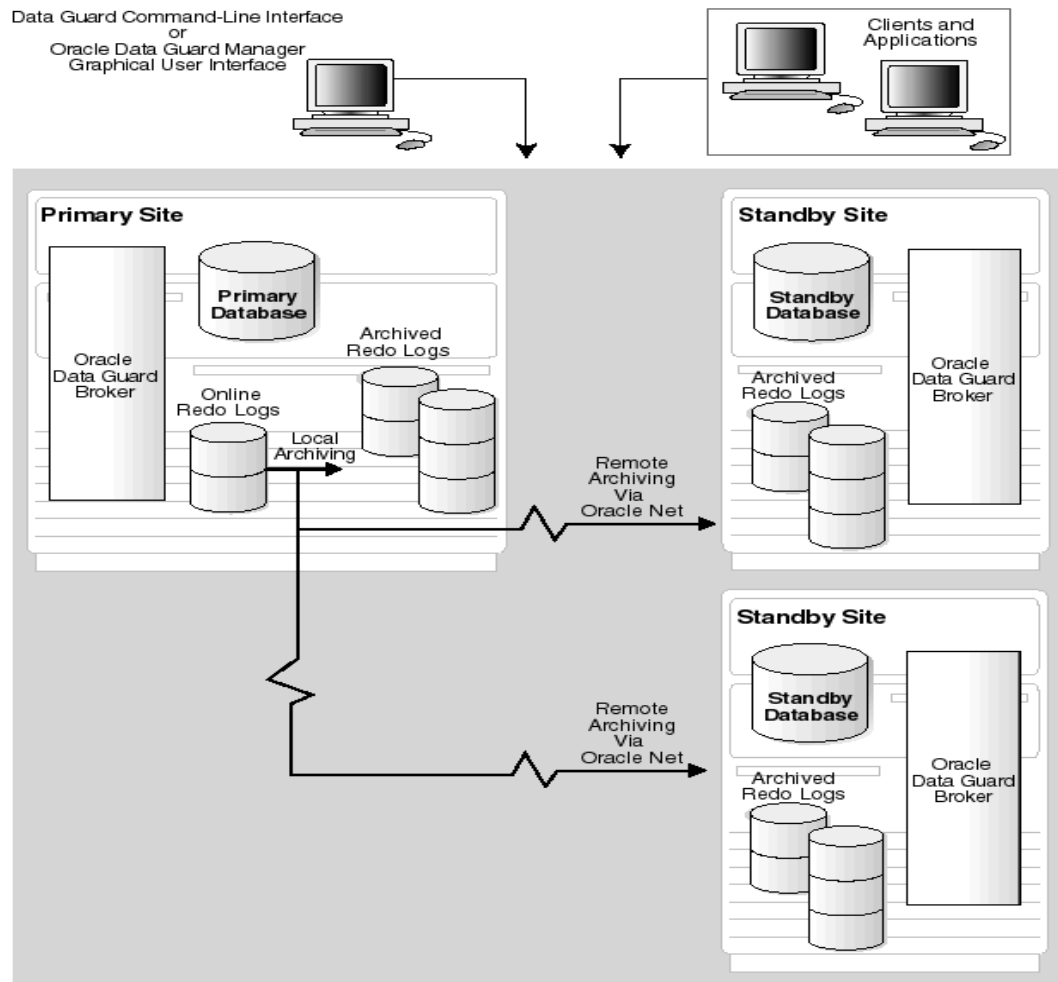 Data Guard Command-Line Interface
or
Oracle Data Guard Manager
Graphical User Interface
Clients and
Applications
Primary Site
Primary
Database
Archived
Redo Logs
Oracle
Data Guard
Broker
Online
Redo Logs
Local
Archiving
Remote
Archiving
Via
Oracle Net
Standby Site
Standby
Database
Archived
Redo Logs
Oracle
Data Guard
Broker
Remote
Archiving
Via
Oracle Net
Standby Site
Standby
Database
Archived
Redo Logs
Oracle
Data Guard
Broker